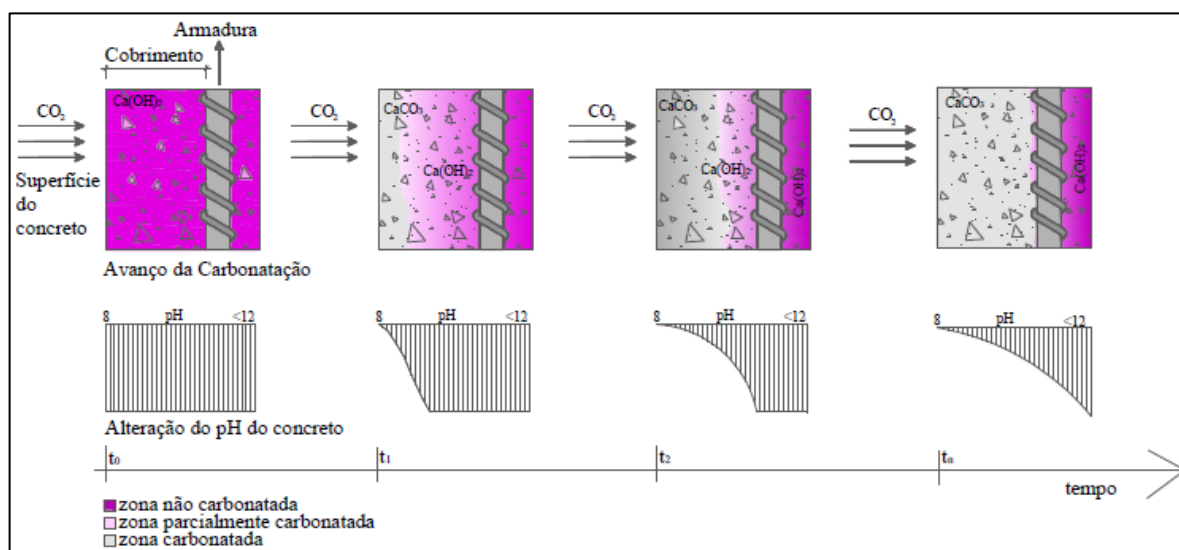 Armadura
Cobrimento
CO₂
Superfície
do
concreto
Ca(OH)₂
CO₂
CaCO₃
Ca(OH)₂
CO₂
CaCO₃
Ca(OH)₂
Ca(OH)₂
CO₂
CaCO₃
Ca(OH)₂
Avanço da Carbonatação
8 pH <12
8 pH <12
8 pH <12
8 pH <12
Alteração do pH do concreto
t₀
t₁
t₂
tₙ
tempo
zona não carbonatada
zona parcialmente carbonatada
zona carbonatada